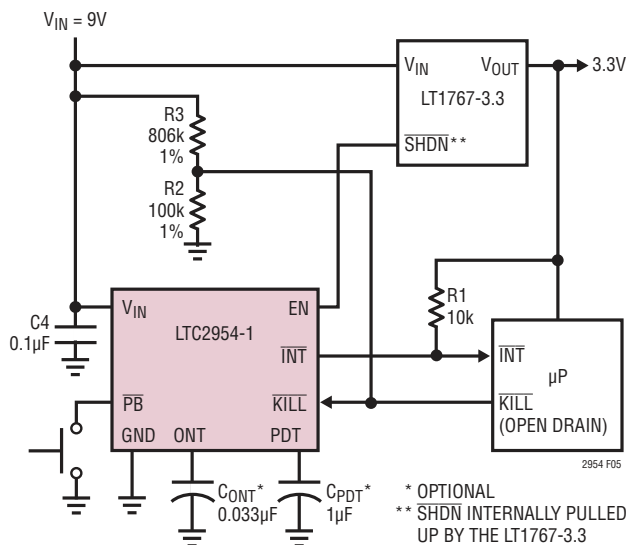 VIN = 9V
VIN
VOUT
3.3V
LT1767-3.3
SHDN**
R3
806k
1%
R2
100k
1%
C4
0.1µF
VIN
EN
LTC2954-1
INT
PB
KILL
GND
ONT
PDT
R1
10k
INT
µP
KILL
(OPEN DRAIN)
2954 F05
CONT*
0.033µF
CPDT*
1µF
* OPTIONAL
** SHDN INTERNALLY PULLED
UP BY THE LT1767-3.3